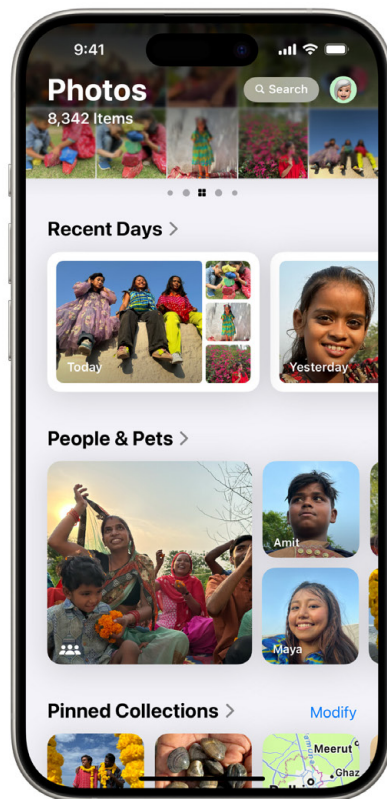 9:41
Photos
Search
8,342 Items
Recent Days
Today
Yesterday
People & Pets
Amit
Maya
Pinned Collections
Modify
Meerut
Ghaz